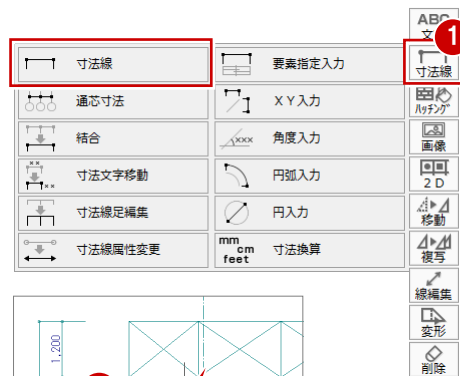 ABC
文
1
寸法線
要素指定入力
寸法線
通芯寸法
XY入力
ハッチング
結合
xxx
角度入力
画像
寸法文字移動
円弧入力
2D
寸法線足編集
円入力
移動
寸法線属性変更
mm
cm
feet
寸法換算
複写
線編集
変形
削除
1,200